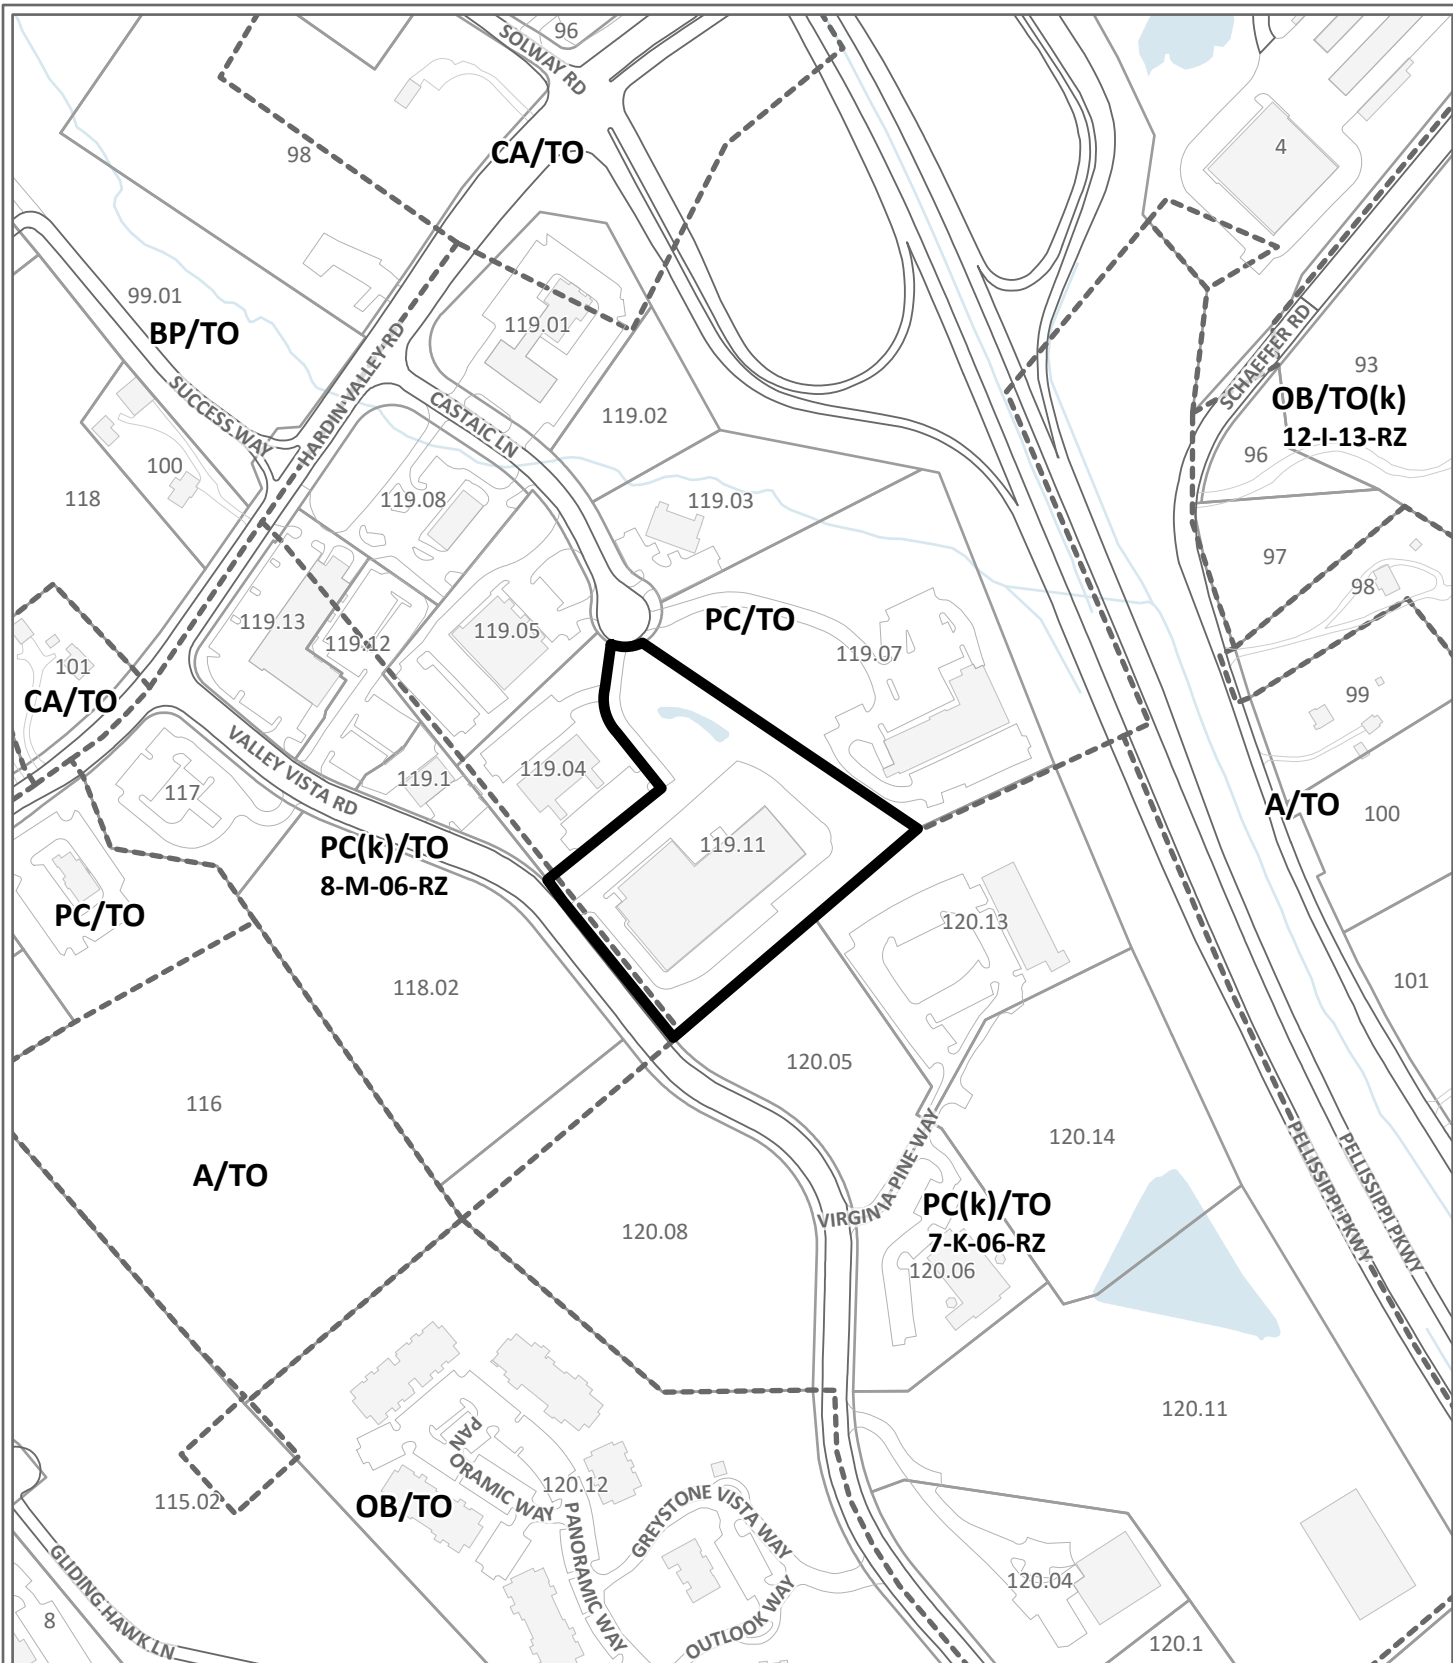 96
SOLWAY RD
4
98
CA/TO
99.01
BP/TO
119.01
HARDIN VALLEY RD
SUCCESS WAY
CASTAIC LN
119.02
SCHAEFFER RD
93
OB/TO(k)
12-I-13-RZ
96
100
118
119.08
119.03
97
98
119.13
119.12
119.05
PC/TO
119.07
101
CA/TO
99
VALLEY VISTA RD
119.1
119.04
117
A/TO
100
PC(k)/TO
8-M-06-RZ
119.11
PC/TO
120.13
118.02
101
120.05
116
A/TO
120.14
PELLISSIPPI PKWY
PELLISSIPPI PKWY
VIRGINIA PINE WAY
PC(k)/TO
7-K-06-RZ
120.08
120.06
120.11
PAN
ORAMIC WAY
120.12
115.02
OB/TO
PANORAMIC WAY
GREYSTONE VISTA WAY
OUTLOOK WAY
120.04
GLIDING HAWK LN
8
120.1